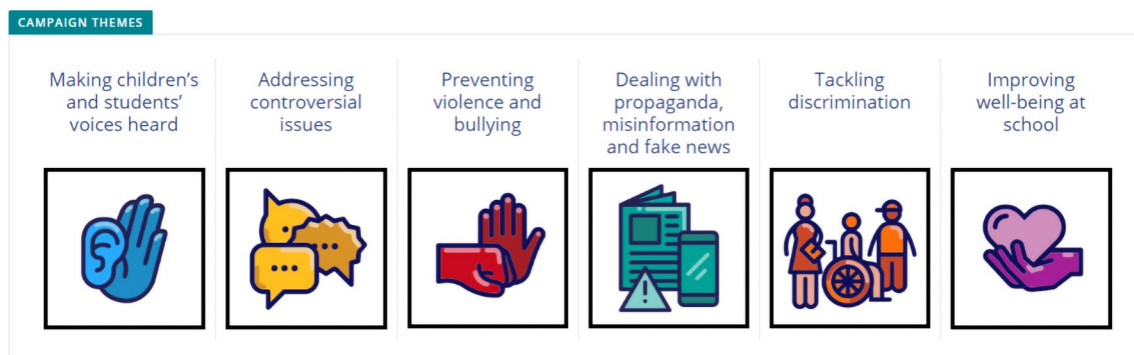 CAMPAIGN THEMES
Making children's
and students'
voices heard
Addressing
controversial
issues
Preventing
violence and
bullying
Dealing with
propaganda,
misinformation
and fake news
Tackling
discrimination
Improving
well-being at
school